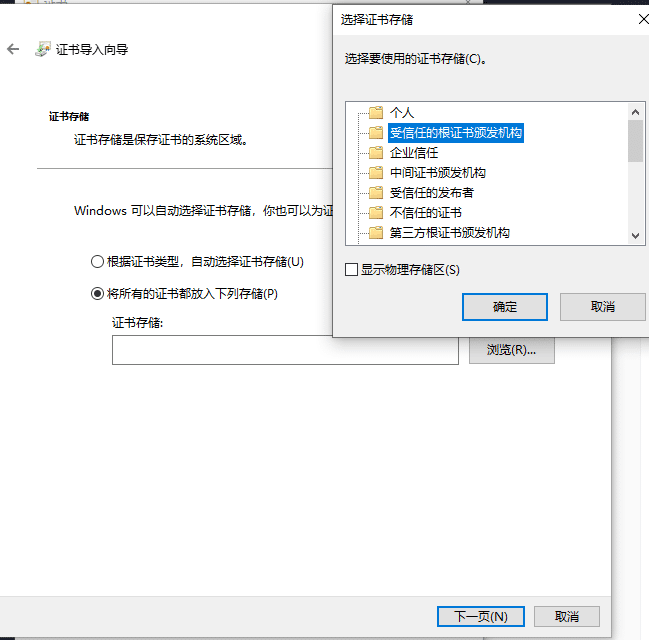 证书导入向导
证书存储
证书存储是保存证书的系统区域。
Windows 可以自动选择证书存储，你也可以为证
根据证书类型，自动选择证书存储(U)
将所有的证书都放入下列存储(P)
证书存储:
浏览(R)...
下一页(N)
取消
选择证书存储
选择要使用的证书存储(C)。
个人
受信任的根证书颁发机构
企业信任
中间证书颁发机构
受信任的发布者
不信任的证书
第三方根证书颁发机构
显示物理存储区(S)
确定
取消